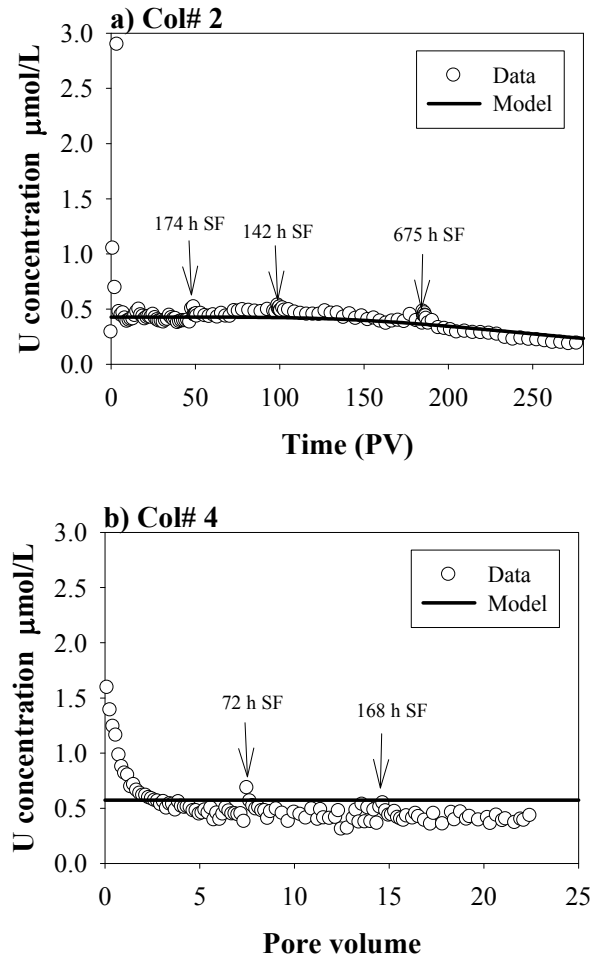 a) Col# 2
U concentration μmol/L
3.0
2.5
2.0
1.5
1.0
0.5
0.0
Data
Model
174 h SF
142 h SF
675 h SF
0 50 100 150 200 250
Time (PV)
b) Col# 4
U concentration μmol/L
3.0
2.5
2.0
1.5
1.0
0.5
0.0
Data
Model
72 h SF
168 h SF
0 5 10 15 20 25
Pore volume